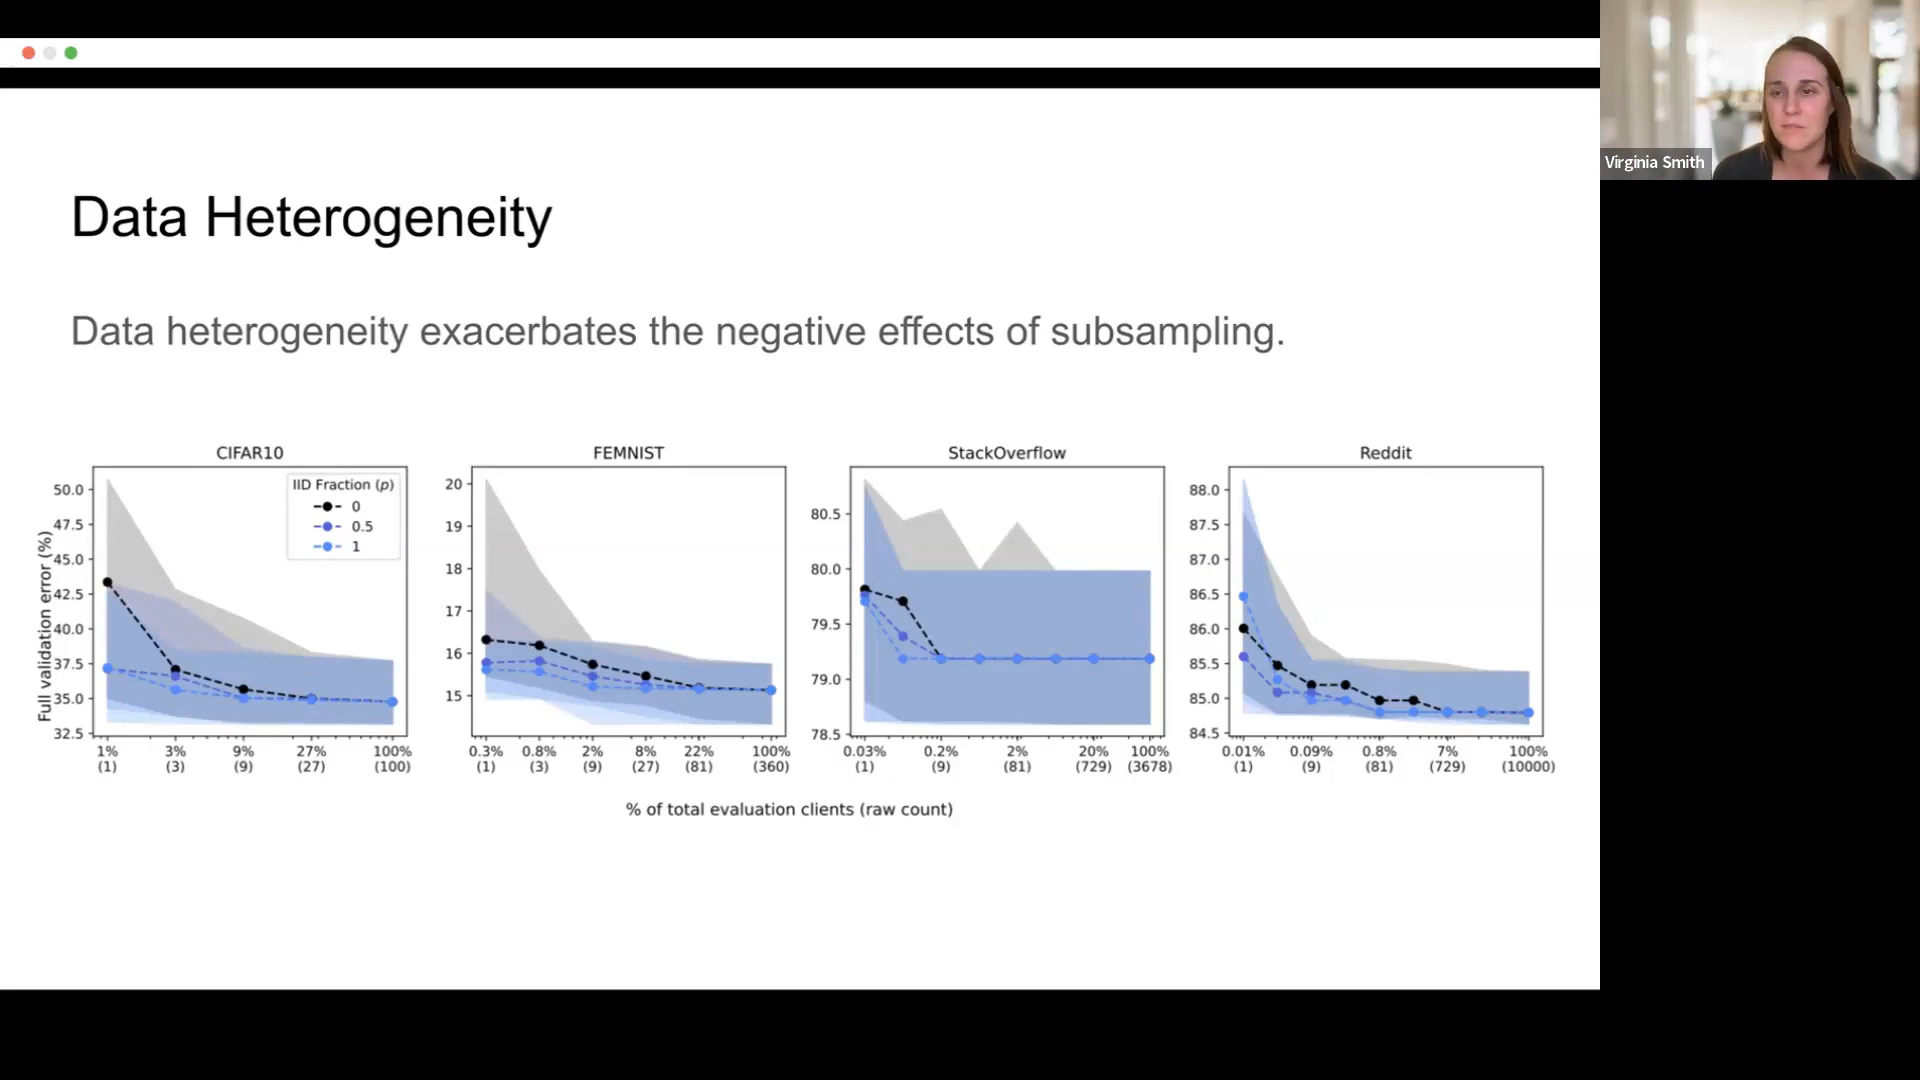 Virginia Smith
Data Heterogeneity
Data heterogeneity exacerbates the negative effects of subsampling.
CIFAR10
FEMNIST
StackOverflow
Reddit
Full validation error (%)
50.0
47.5
45.0
42.5
40.0
37.5
35.0
32.5
IID Fraction (p)
0
0.5
1
1% 3% 9% 27% 100%
(1) (3) (9) (27) (100)
20
19
18
17
16
15
0.3% 0.8% 2% 8% 22% 100%
(1) (3) (9) (27) (81) (360)
80.5
80.0
79.5
79.0
78.5
0.03% 0.2% 2% 20% 100%
(1) (9) (81) (729) (3678)
88.0
87.5
87.0
86.5
86.0
85.5
85.0
84.5
0.01% 0.09% 0.8% 7% 100%
(1) (9) (81) (729) (10000)
% of total evaluation clients (raw count)